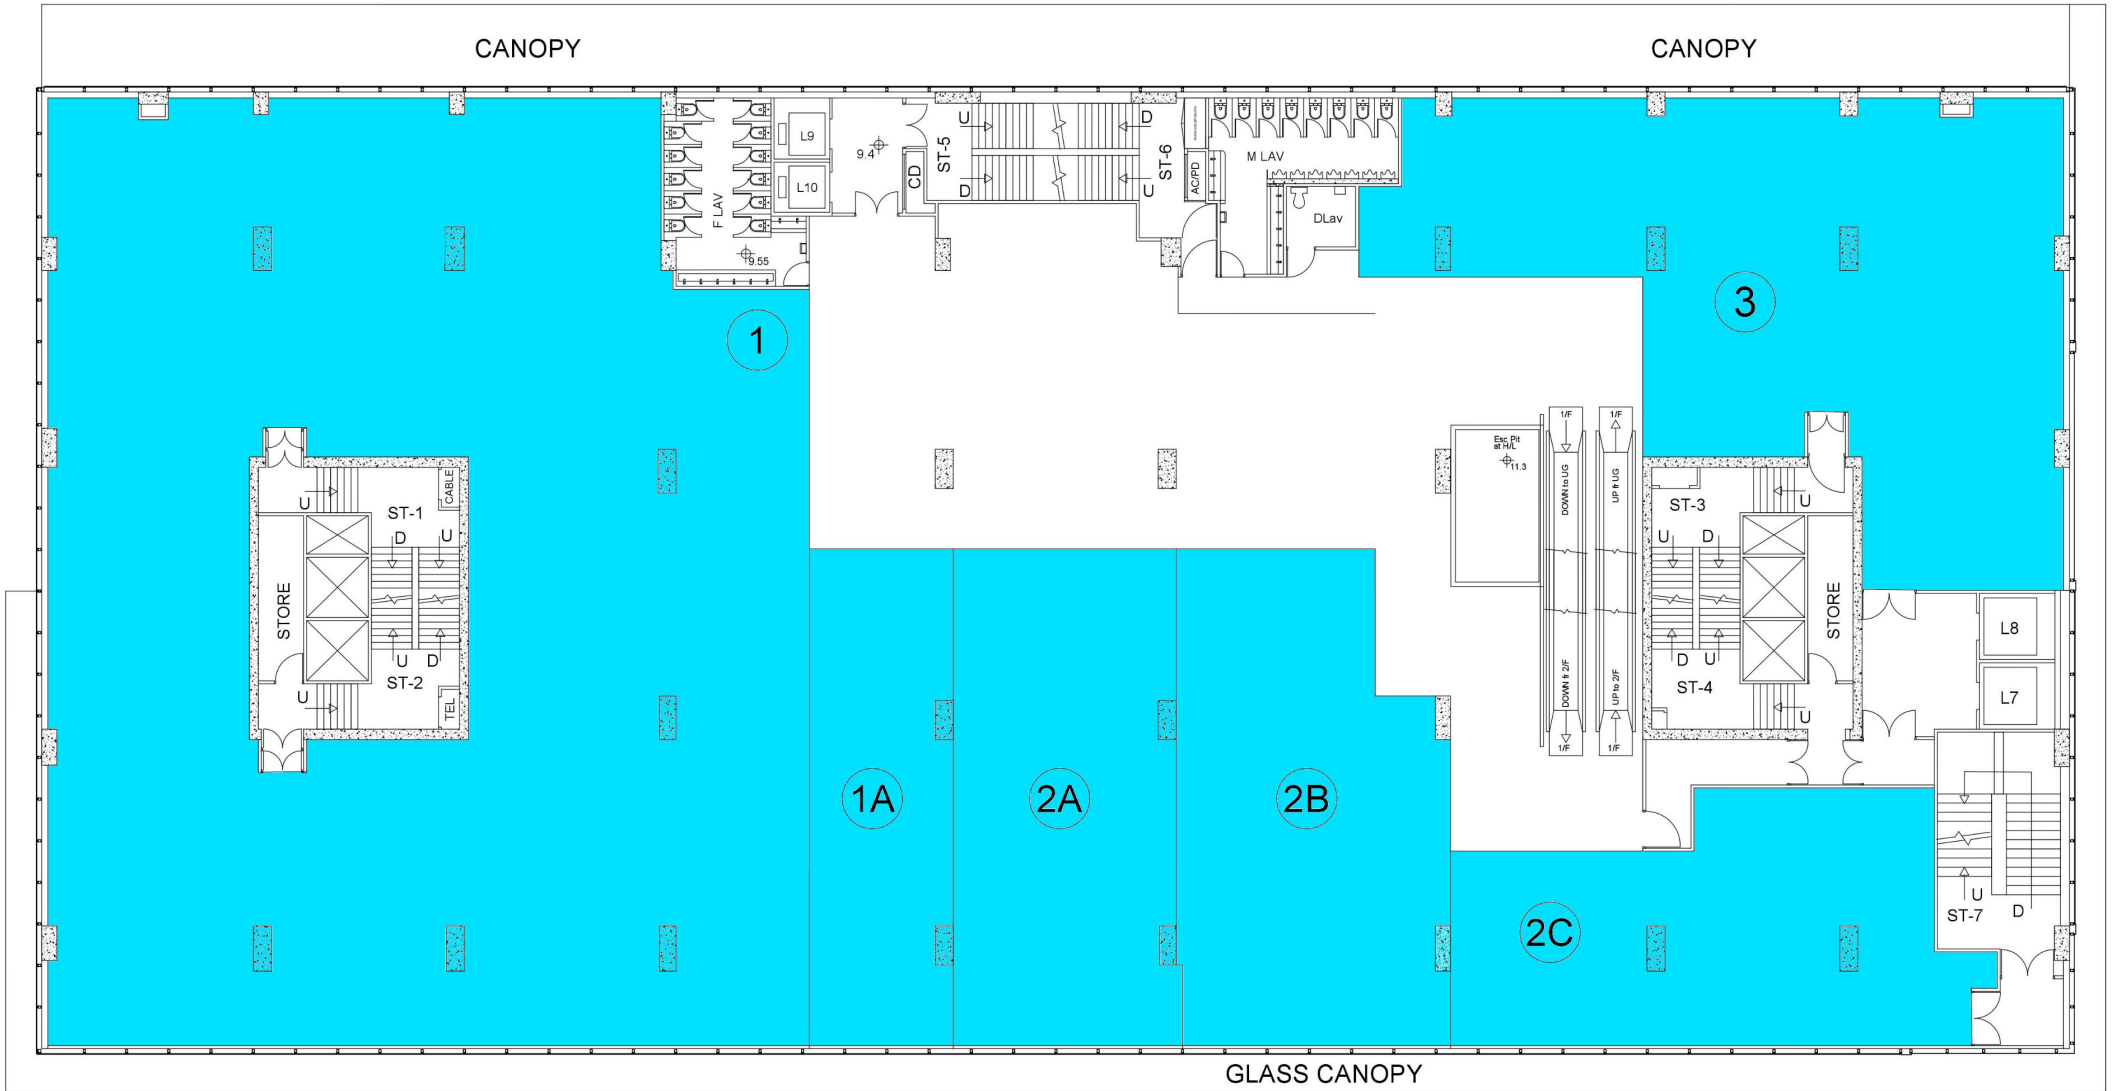 CANOPY
CANOPY
L9
L10
F LAV
9.4
9.55
CD
ST-5
U
D
D
U
ST-6
AC/PD
M LAV
DLav
1
3
1/F
1/F
Esc Pit
at H/L
11.3
DOWN to UG
UP fr UG
DOWN fr 2/F
UP to 2/F
1/F
1/F
CABLE
U
ST-1
D
U
STORE
U
D
ST-2
U
TEL
ST-3
U
U
D
STORE
D
U
ST-4
U
L8
L7
1A
2A
2B
2C
U
ST-7
D
GLASS CANOPY